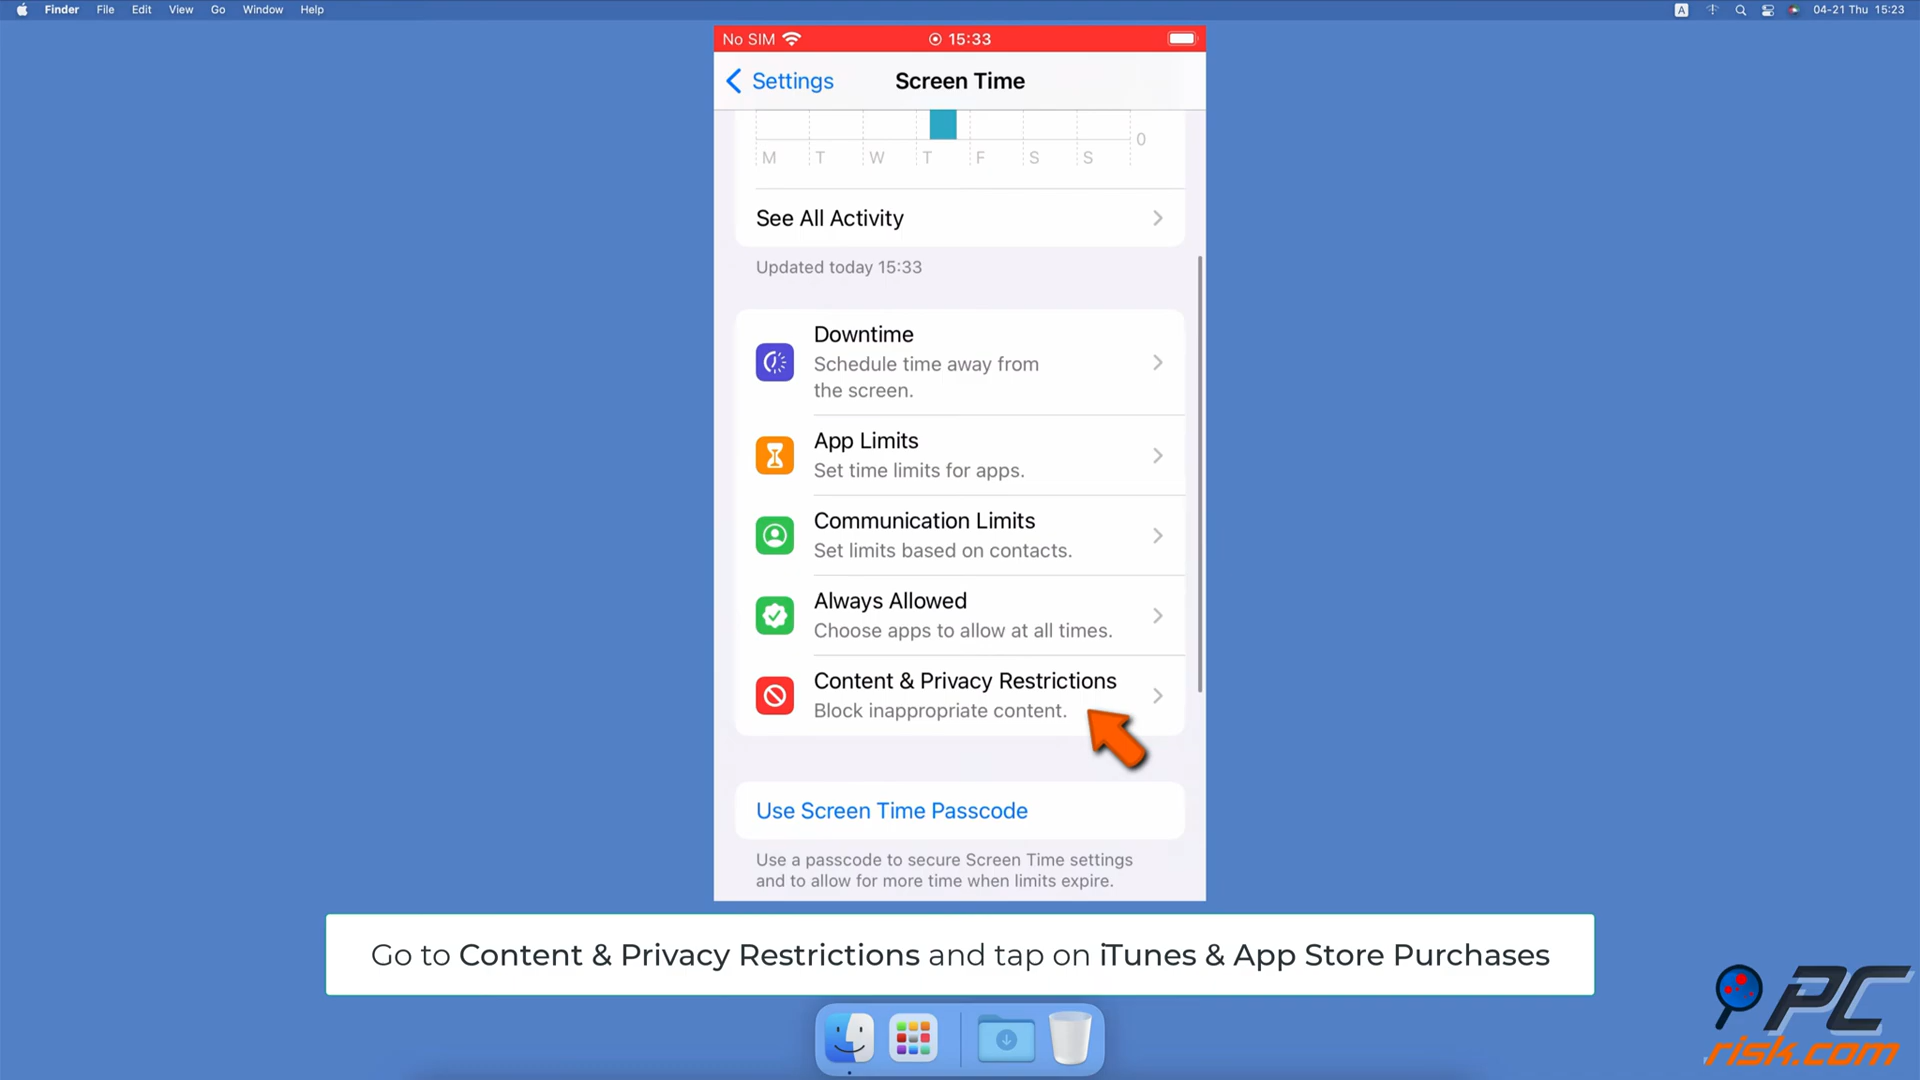 Finder File Edit View Go Window Help
A 04-21 Thu 15:23
No SIM 15:33
Settings Screen Time
0
M T W T F S S
See All Activity
Updated today 15:33
Downtime
Schedule time away from
the screen.
App Limits
Set time limits for apps.
Communication Limits
Set limits based on contacts.
Always Allowed
Choose apps to allow at all times.
Content & Privacy Restrictions
Block inappropriate content.
Use Screen Time Passcode
Use a passcode to secure Screen Time settings
and to allow for more time when limits expire.
Go to Content & Privacy Restrictions and tap on iTunes & App Store Purchases
PC
risk.com